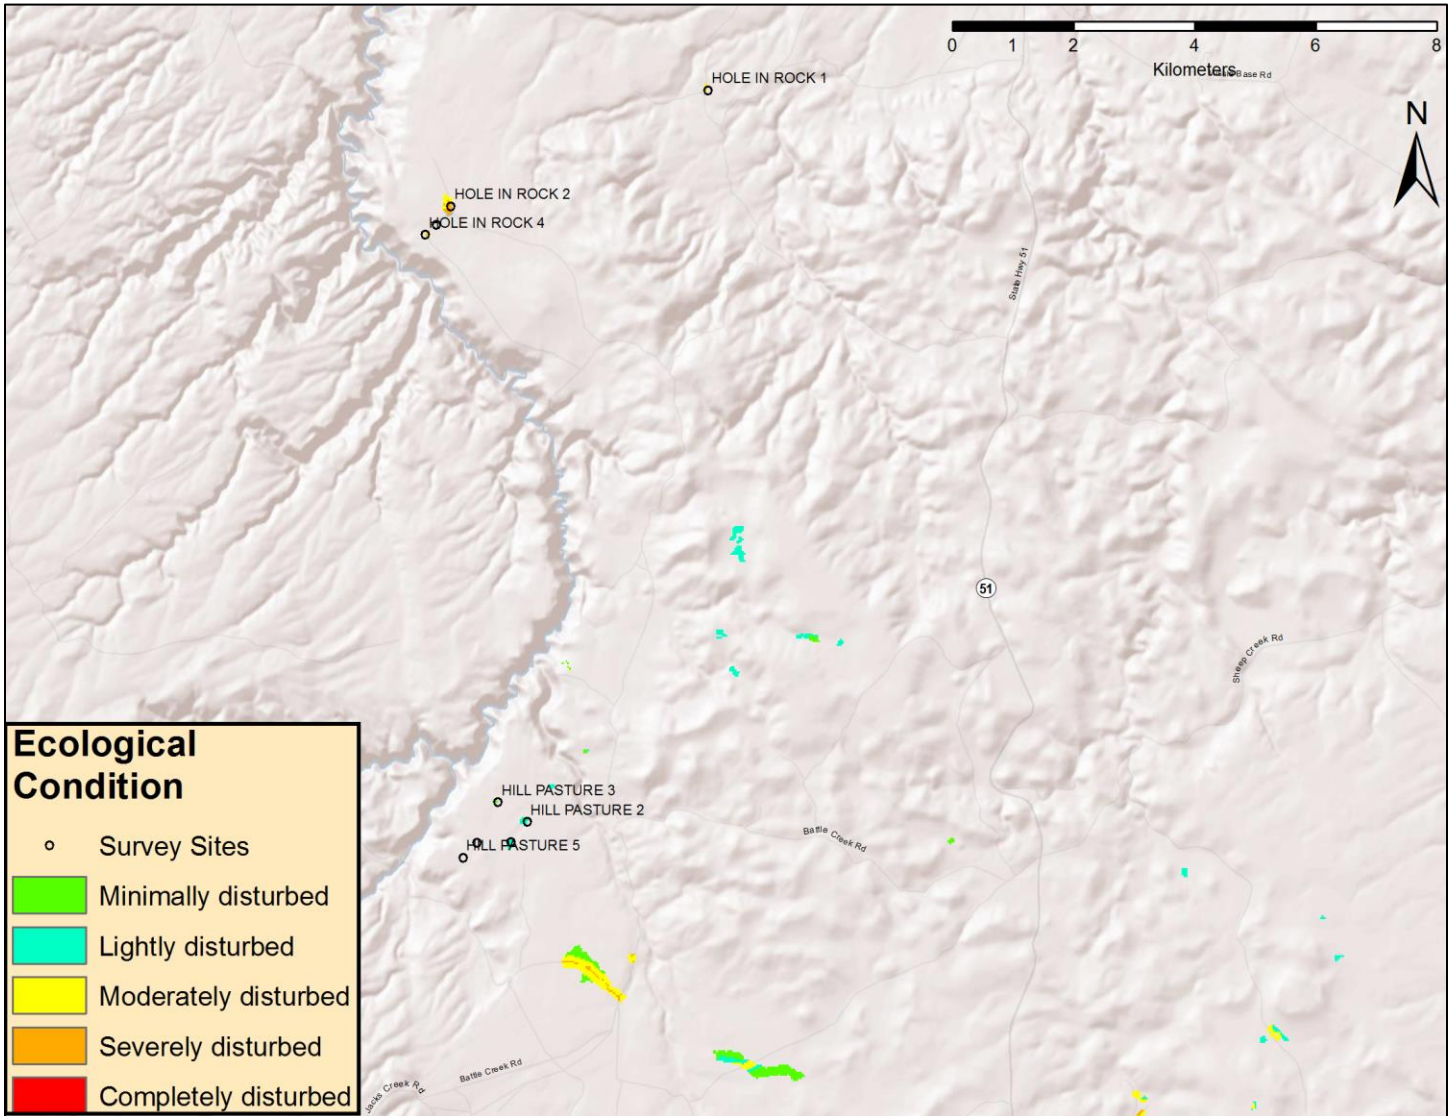 0 1 2 4 6 8
Kilometers
Base Rd
HOLE IN ROCK 1
N
HOLE IN ROCK 2
HOLE IN ROCK 4
State Hwy 51
51
Sheep Creek Rd
HILL PASTURE 3
HILL PASTURE 2
HILL PASTURE 5
Battle Creek Rd
Battle Creek Rd
Jacks Creek Rd
Ecological
Condition
Survey Sites
Minimally disturbed
Lightly disturbed
Moderately disturbed
Severely disturbed
Completely disturbed